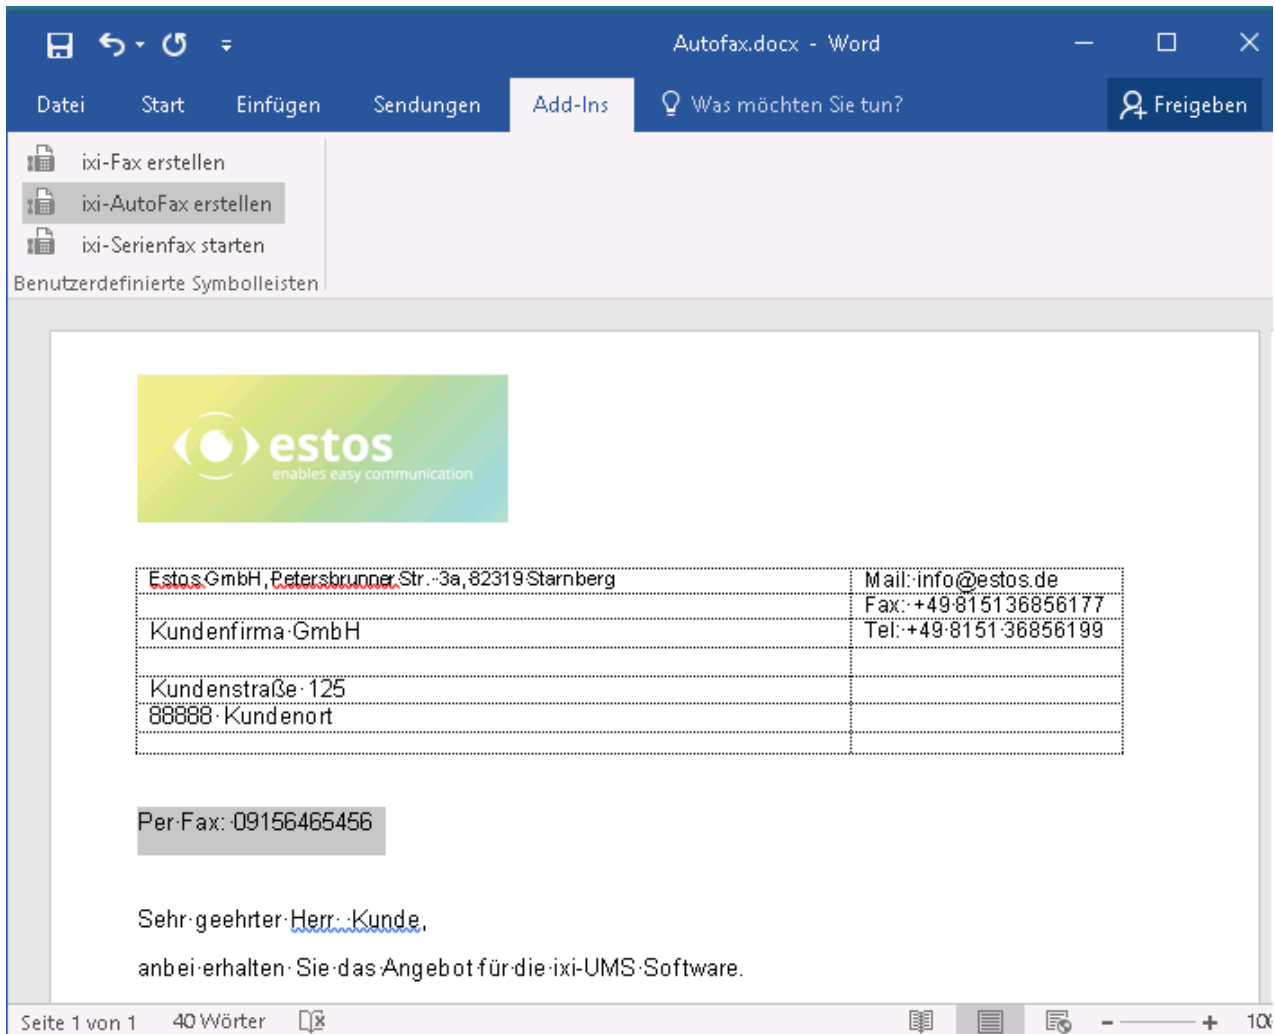 Autofax.docx - Word
Datei Start Einfügen Sendungen Add-Ins Was möchten Sie tun? Freigeben
ixi-Fax erstellen
ixi-AutoFax erstellen
ixi-Serienfax starten
Benutzerdefinierte Symbolleisten
estos
enables easy communication
Estos GmbH, Petersbrunner Str. 3a, 82319 Starnberg Mail: info@estos.de
Fax: +49 815136856177
Kundenfirma GmbH Tel: +49 8151 36856199
Kundenstraße 125
88888 Kundenort
Per Fax: 09156465456
Sehr geehrter Herr Kunde,
anbei erhalten Sie das Angebot für die ixi-UMS Software.
Seite 1 von 1 40 Wörter